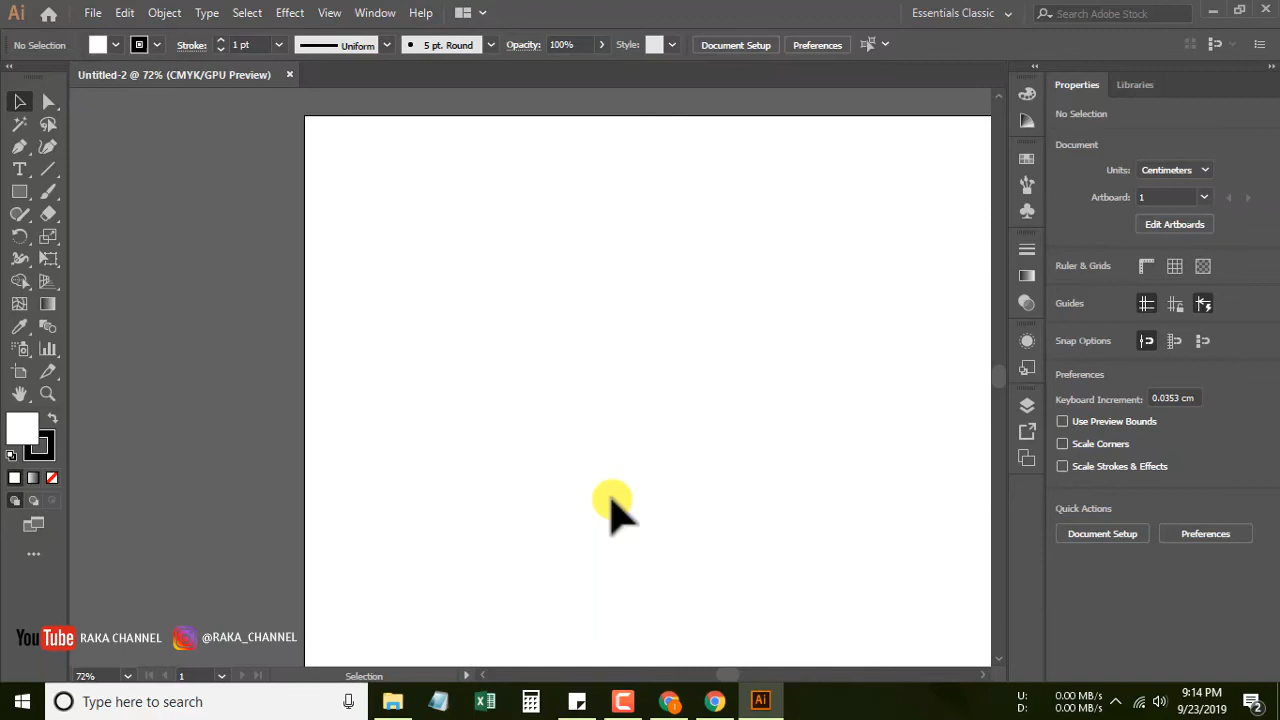 Ai File Edit Object Type Select Effect View Window Help Essentials Classic Search Adobe Stock
No Selection Stroke: 1 pt Uniform 5 pt. Round Opacity: 100% Style: Document Setup Preferences
Untitled-2 @ 72% (CMYK/GPU Preview) ×
Properties Libraries
No Selection
Document
Units: Centimeters
Artboard: 1
Edit Artboards
Ruler & Grids
Guides
Snap Options
Preferences
Keyboard Increment: 0.0353 cm
Use Preview Bounds
Scale Corners
Scale Strokes & Effects
Quick Actions
Document Setup Preferences
YouTube RAKA CHANNEL @RAKA_CHANNEL
72% 1 Selection
Type here to search
Ai
U: 0.00 MB/s
D: 0.00 MB/s
9:14 PM
9/23/2019
2